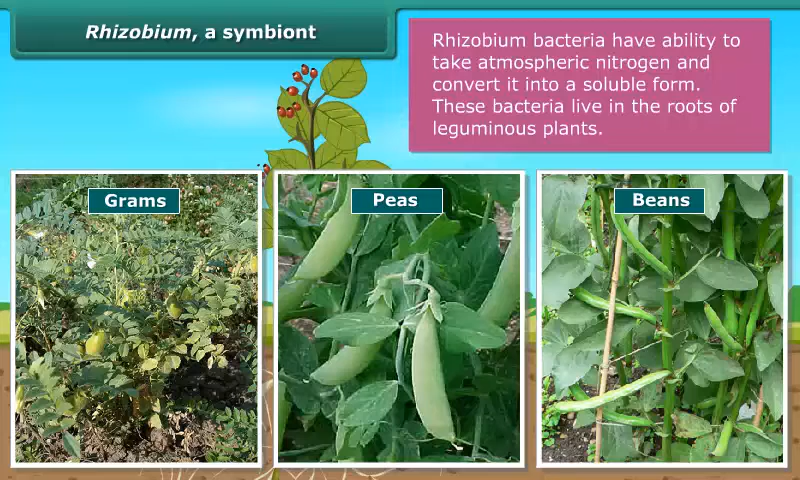 Rhizobium, a symbiont
Rhizobium bacteria have ability to
take atmospheric nitrogen and
convert it into a soluble form.
These bacteria live in the roots of
leguminous plants.
Grams
Peas
Beans